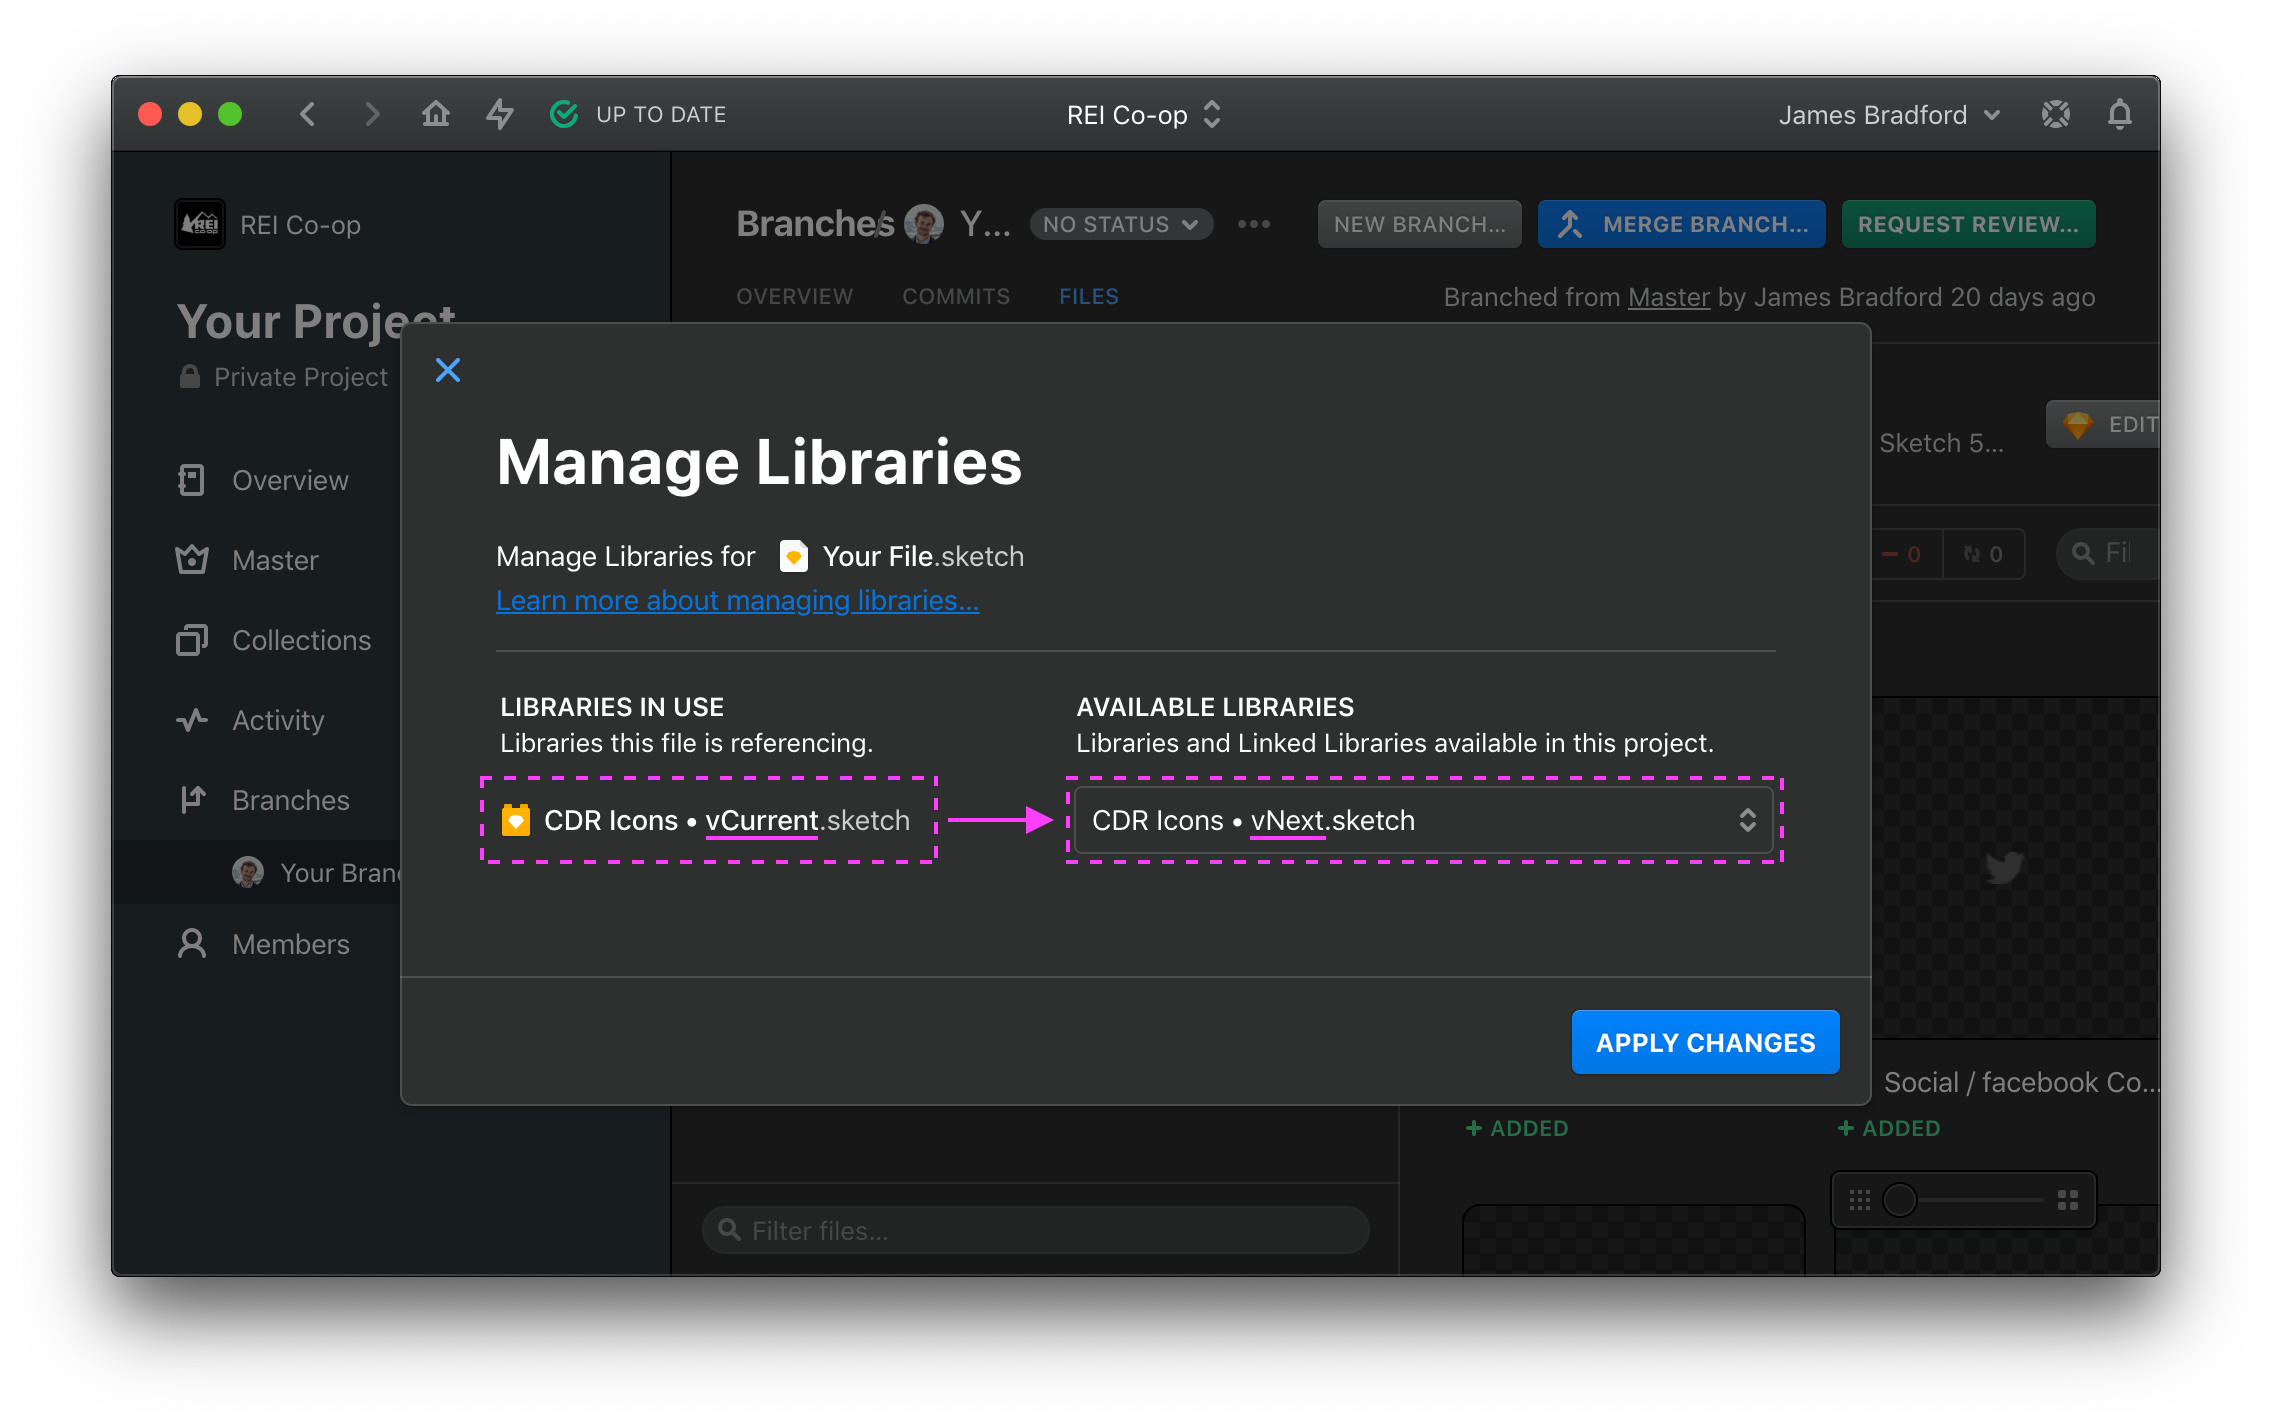 UP TO DATE
REI Co-op
James Bradford
REI
CO·OP
REI Co-op
Branches
/
Y...
NO STATUS
NEW BRANCH...
MERGE BRANCH...
REQUEST REVIEW...
OVERVIEW
COMMITS
FILES
Branched from Master by James Bradford 20 days ago
Your Project
Private Project
Overview
Master
Collections
Activity
Branches
Your Branc
Members
Sketch 5...
EDIT
0
0
Fil
Manage Libraries
Manage Libraries for Your File.sketch
Learn more about managing libraries...
LIBRARIES IN USE
Libraries this file is referencing.
CDR Icons • vCurrent.sketch
AVAILABLE LIBRARIES
Libraries and Linked Libraries available in this project.
CDR Icons • vNext.sketch
APPLY CHANGES
Social / facebook Co...
+ ADDED
+ ADDED
Filter files...